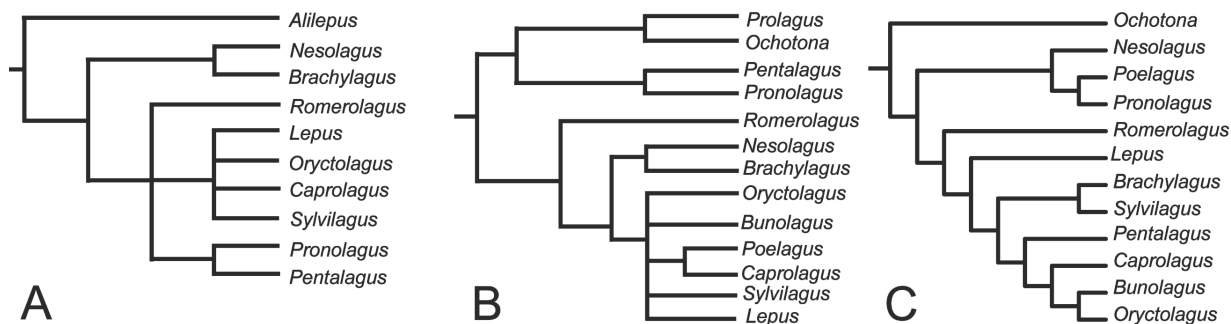 Alilepus
Nesolagus
Brachylagus
Romerolagus
Lepus
Oryctolagus
Caprolagus
Sylvilagus
Pronolagus
Pentalagus
A
Prolagus
Ochotona
Pentalagus
Pronolagus
Romerolagus
Nesolagus
Brachylagus
Oryctolagus
Bunolagus
Poelagus
Caprolagus
Sylvilagus
Lepus
B
Ochotona
Nesolagus
Poelagus
Pronolagus
Romerolagus
Lepus
Brachylagus
Sylvilagus
Pentalagus
Caprolagus
Bunolagus
Oryctolagus
C